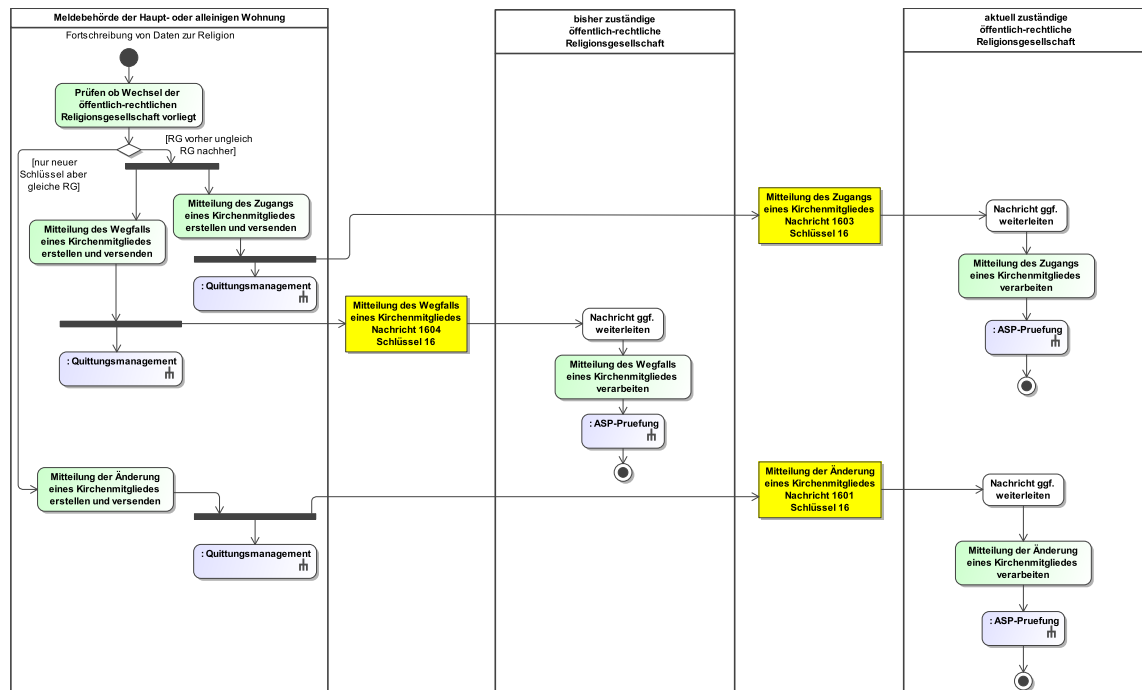 Meldebehörde der Haupt- oder alleinigen Wohnung
Fortschreibung von Daten zur Religion
Prüfen ob Wechsel der
öffentlich-rechtlichen
Religionsgesellschaft vorliegt
[RG vorher ungleich
RG nachher]
[nur neuer
Schlüssel aber
gleiche RG]
Mitteilung des Zugangs
eines Kirchenmitgliedes
erstellen und versenden
Mitteilung des Wegfalls
eines Kirchenmitgliedes
erstellen und versenden
: Quittungsmanagement
: Quittungsmanagement
Mitteilung der Änderung
eines Kirchenmitgliedes
erstellen und versenden
: Quittungsmanagement
Mitteilung des Wegfalls
eines Kirchenmitgliedes
Nachricht 1604
Schlüssel 16
bisher zuständige
öffentlich-rechtliche
Religionsgesellschaft
Nachricht ggf.
weiterleiten
Mitteilung des Wegfalls
eines Kirchenmitgliedes
verarbeiten
: ASP-Pruefung
Mitteilung des Zugangs
eines Kirchenmitgliedes
Nachricht 1603
Schlüssel 16
Mitteilung der Änderung
eines Kirchenmitgliedes
Nachricht 1601
Schlüssel 16
aktuell zuständige
öffentlich-rechtliche
Religionsgesellschaft
Nachricht ggf.
weiterleiten
Mitteilung des Zugangs
eines Kirchenmitgliedes
verarbeiten
: ASP-Pruefung
Nachricht ggf.
weiterleiten
Mitteilung der Änderung
eines Kirchenmitgliedes
verarbeiten
: ASP-Pruefung